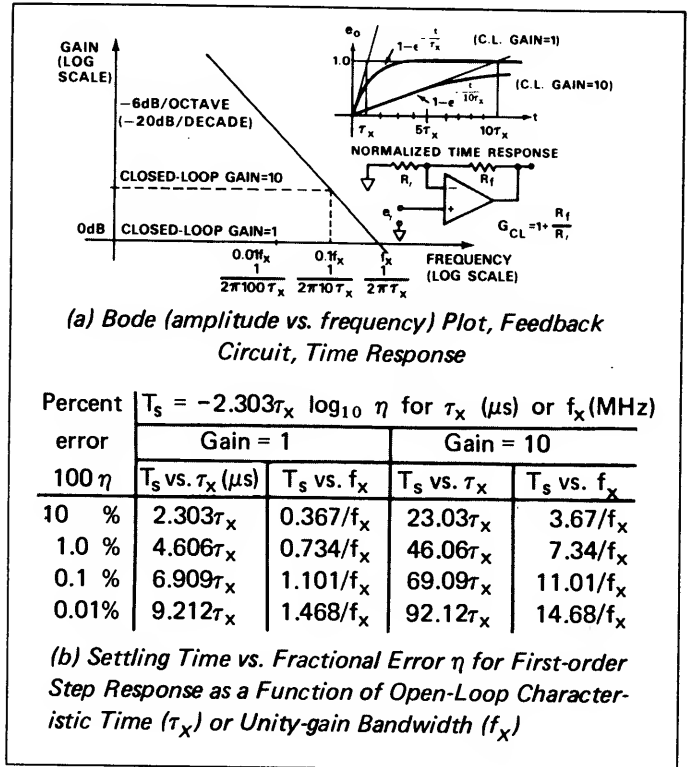 GAIN
(LOG
SCALE)
e₀
1.0
1−ϵ^−t/τx
(C.L. GAIN=1)
(C.L. GAIN=10)
1−e^−t/10τx
τx 5τx 10τx t
NORMALIZED TIME RESPONSE
−6dB/OCTAVE
(−20dB/DECADE)
CLOSED-LOOP GAIN=10
0dB CLOSED-LOOP GAIN=1
Rᵢ Rf
−
+
eᵢ
G_CL=1+ Rf/Rᵢ
0.01fx 0.1fx fx FREQUENCY
1/2π100τx 1/2π10τx 1/2πτx (LOG SCALE)
(a) Bode (amplitude vs. frequency) Plot, Feedback
Circuit, Time Response
Percent Ts = −2.303τx log₁₀ η for τx (μs) or fx(MHz)
error Gain = 1 Gain = 10
100 η Ts vs. τx (μs) Ts vs. fx Ts vs. τx Ts vs. fx
10 % 2.303τx 0.367/fx 23.03τx 3.67/fx
1.0 % 4.606τx 0.734/fx 46.06τx 7.34/fx
0.1 % 6.909τx 1.101/fx 69.09τx 11.01/fx
0.01% 9.212τx 1.468/fx 92.12τx 14.68/fx
(b) Settling Time vs. Fractional Error η for First-order
Step Response as a Function of Open-Loop Character-
istic Time (τx) or Unity-gain Bandwidth (fx)